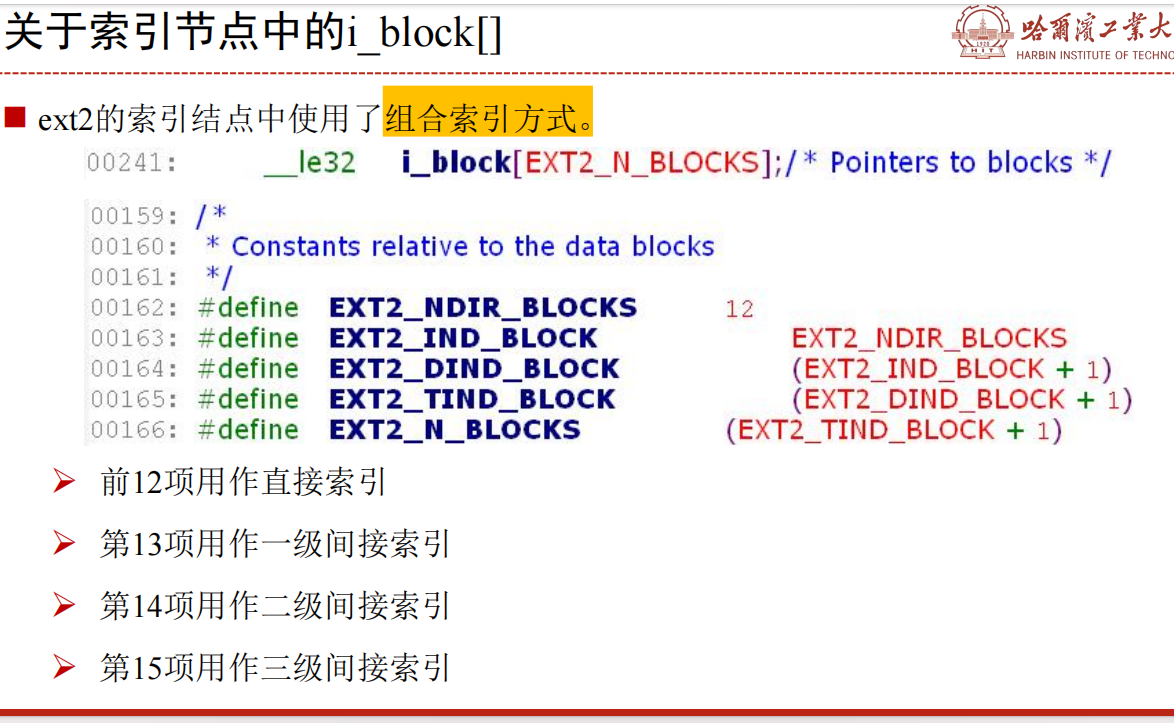 关于索引节点中的i_block[]
哈爾濱工業大
HARBIN INSTITUTE OF TECHNO
1920
HIT
ext2的索引结点中使用了组合索引方式。
00241: __le32 i_block[EXT2_N_BLOCKS];/* Pointers to blocks */
00159: /*
00160: * Constants relative to the data blocks
00161: */
00162: #define EXT2_NDIR_BLOCKS 12
00163: #define EXT2_IND_BLOCK EXT2_NDIR_BLOCKS
00164: #define EXT2_DIND_BLOCK (EXT2_IND_BLOCK + 1)
00165: #define EXT2_TIND_BLOCK (EXT2_DIND_BLOCK + 1)
00166: #define EXT2_N_BLOCKS (EXT2_TIND_BLOCK + 1)
前12项用作直接索引
第13项用作一级间接索引
第14项用作二级间接索引
第15项用作三级间接索引